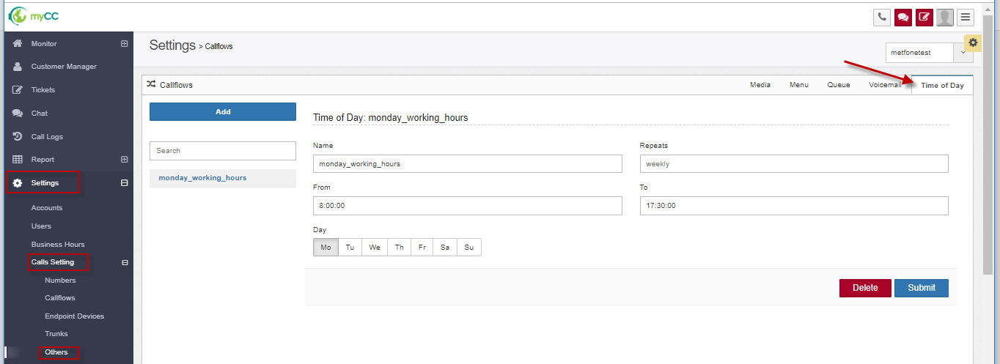 myCC
Monitor
Customer Manager
Tickets
Chat
Call Logs
Report
Settings
Accounts
Users
Business Hours
Calls Setting
Numbers
Callflows
Endpoint Devices
Trunks
Others
Settings > Callflows
metfonetest
Callflows
Media Menu Queue Voicemail Time of Day
Add
Search
monday_working_hours
Time of Day: monday_working_hours
Name Repeats
monday_working_hours weekly
From To
8:00:00 17:30:00
Day
Mo Tu We Th Fr Sa Su
Delete Submit